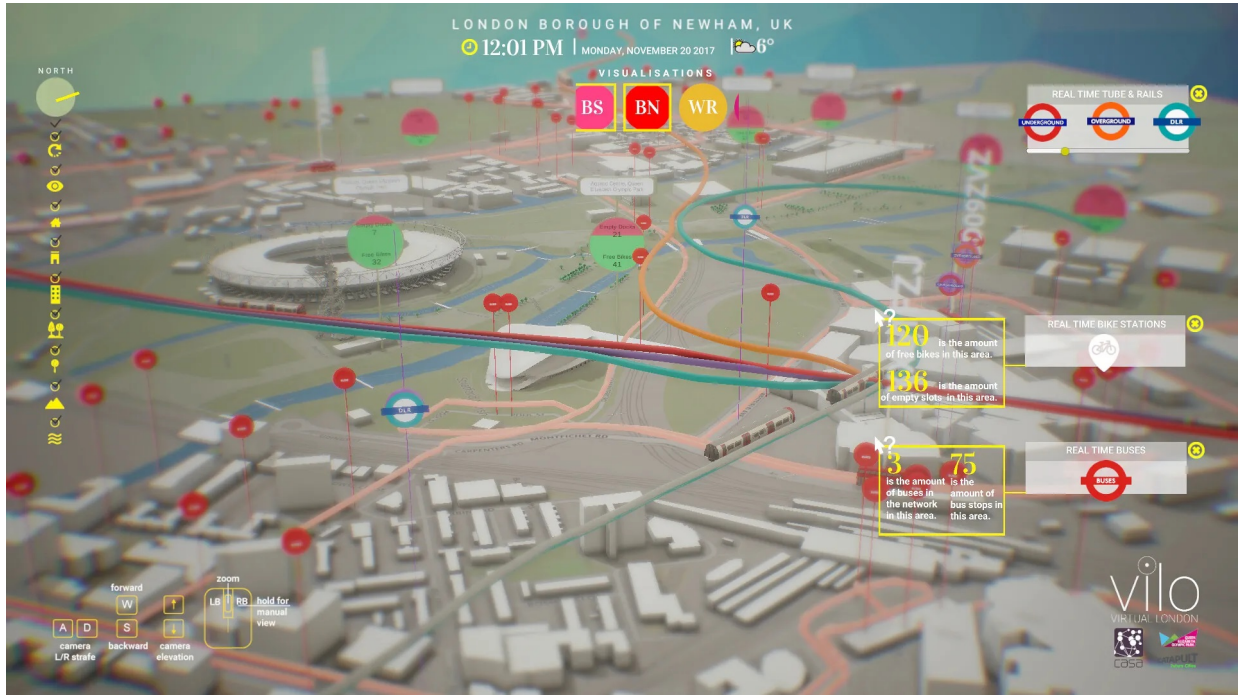 LONDON BOROUGH OF NEWHAM, UK
12:01 PM | MONDAY, NOVEMBER 20 2017 | 6°
VISUALISATIONS
BS BN WR
NORTH
REAL TIME TUBE & RAILS
UNDERGROUND OVERGROUND DLR
Empty Docks
7
Free Bikes
32
Empty Docks
21
Free Bikes
41
DLR
120 is the amount
of free bikes in this area.
136 is the amount
of empty slots in this area.
REAL TIME BIKE STATIONS
3
is the amount
of buses in
the network
in this area.
75
is the
amount of
bus stops in
this area.
REAL TIME BUSES
BUSES
forward
W
A D S
camera
L/R strafe
backward
↑
↓
camera
elevation
zoom
LB RB
hold for
manual
view
vilo
VIRTUAL LONDON
casa